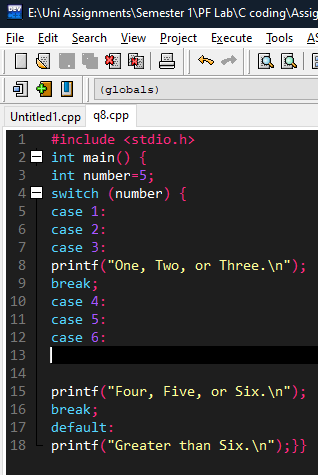 E:\Uni Assignments\Semester 1\PF Lab\C coding\Assig
File Edit Search View Project Execute Tools AS
(globals)
Untitled1.cpp q8.cpp
1 #include <stdio.h>
2 int main() {
3 int number=5;
4 switch (number) {
5 case 1:
6 case 2:
7 case 3:
8 printf("One, Two, or Three.\n");
9 break;
10 case 4:
11 case 5:
12 case 6:
13
14
15 printf("Four, Five, or Six.\n");
16 break;
17 default:
18 printf("Greater than Six.\n");}}